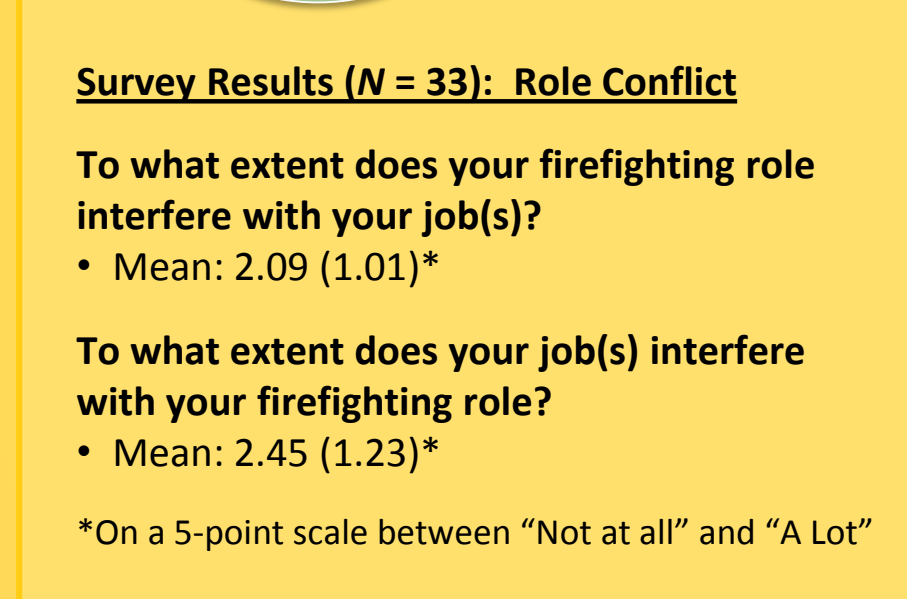 Survey Results (N = 33):  Role Conflict
To what extent does your firefighting role
interfere with your job(s)?
• Mean: 2.09 (1.01)*
To what extent does your job(s) interfere
with your firefighting role?
• Mean: 2.45 (1.23)*
*On a 5-point scale between “Not at all” and “A Lot”